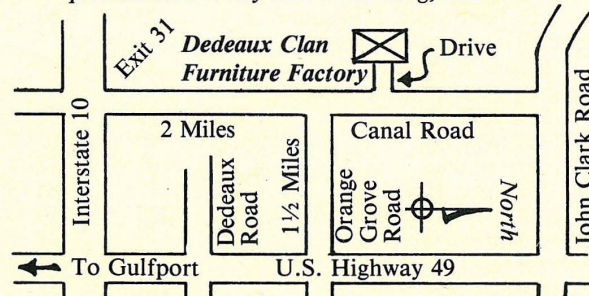 Exit 31
Dedeaux Clan
Furniture Factory
Drive
Interstate 10
2 Miles
Canal Road
Dedeaux
Road
1½ Miles
Orange
Grove
Road
North
John Clark Road
To Gulfport
U.S. Highway 49